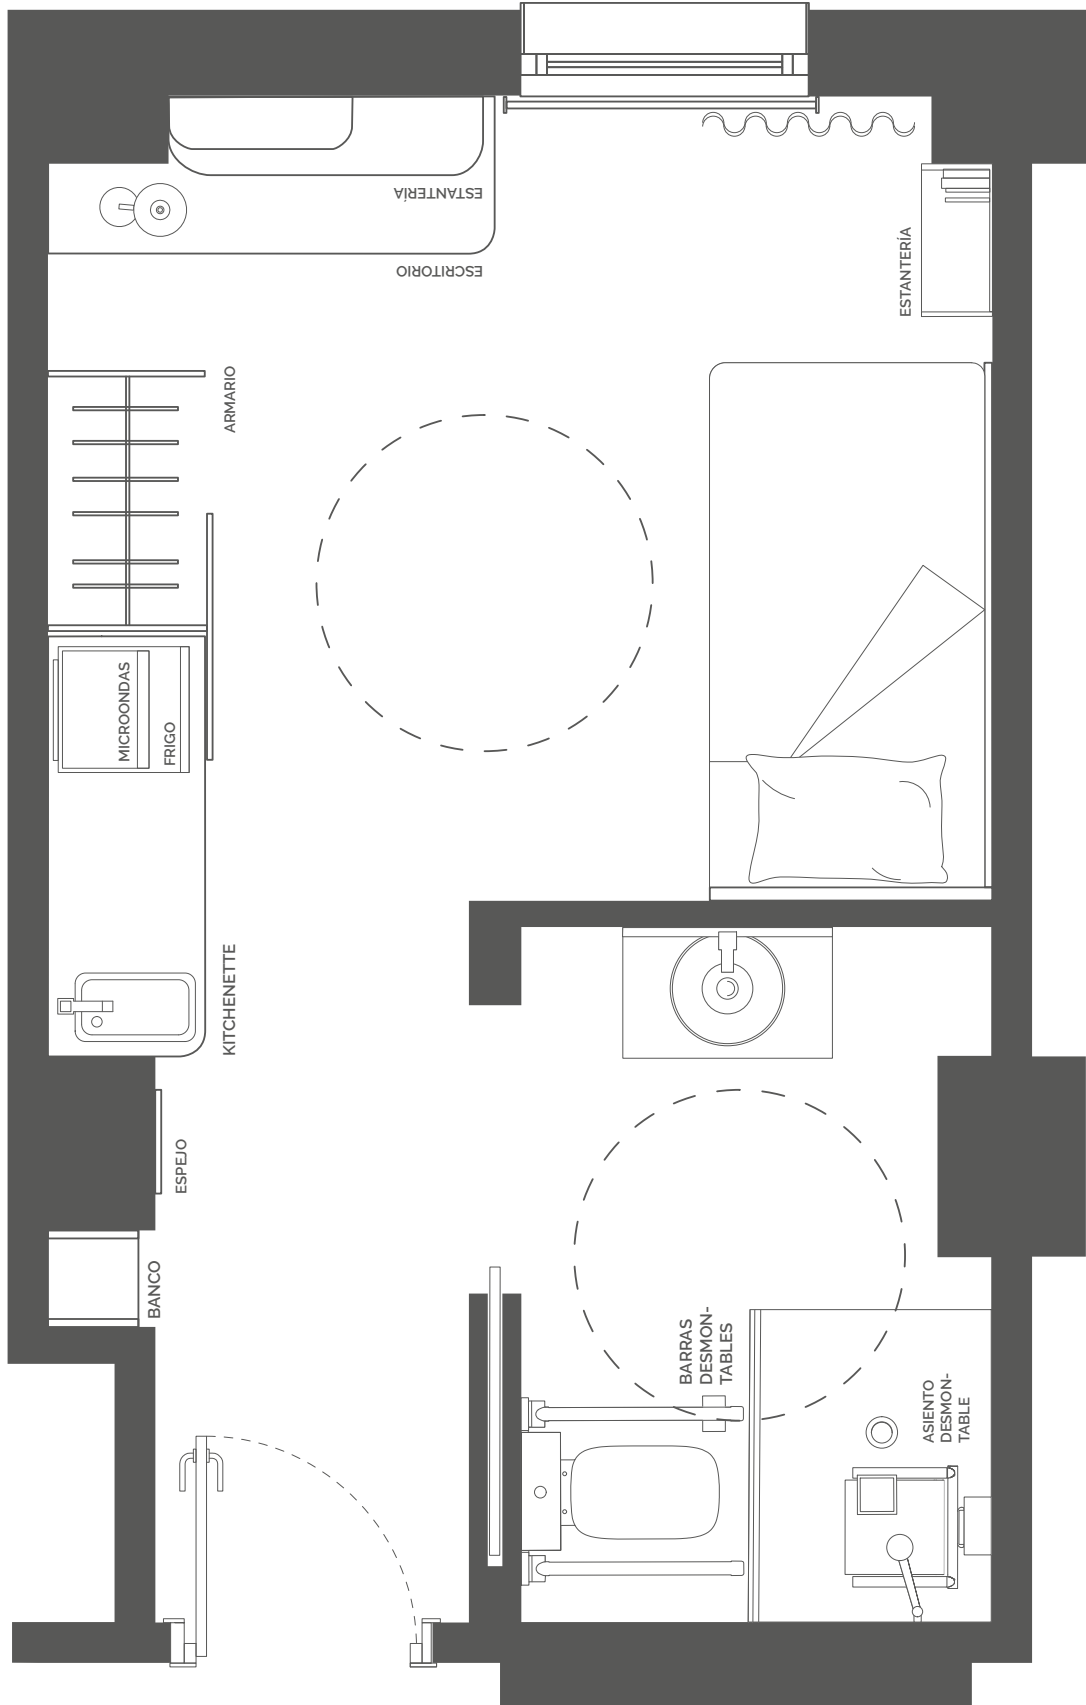 ESTANTERÍA
ESCRITORIO
ESTANTERÍA
ARMARIO
MICROONDAS
FRIGO
KITCHENETTE
ESPEJO
BANCO
BARRAS
DESMON-
TABLES
ASIENTO
DESMON-
TABLE